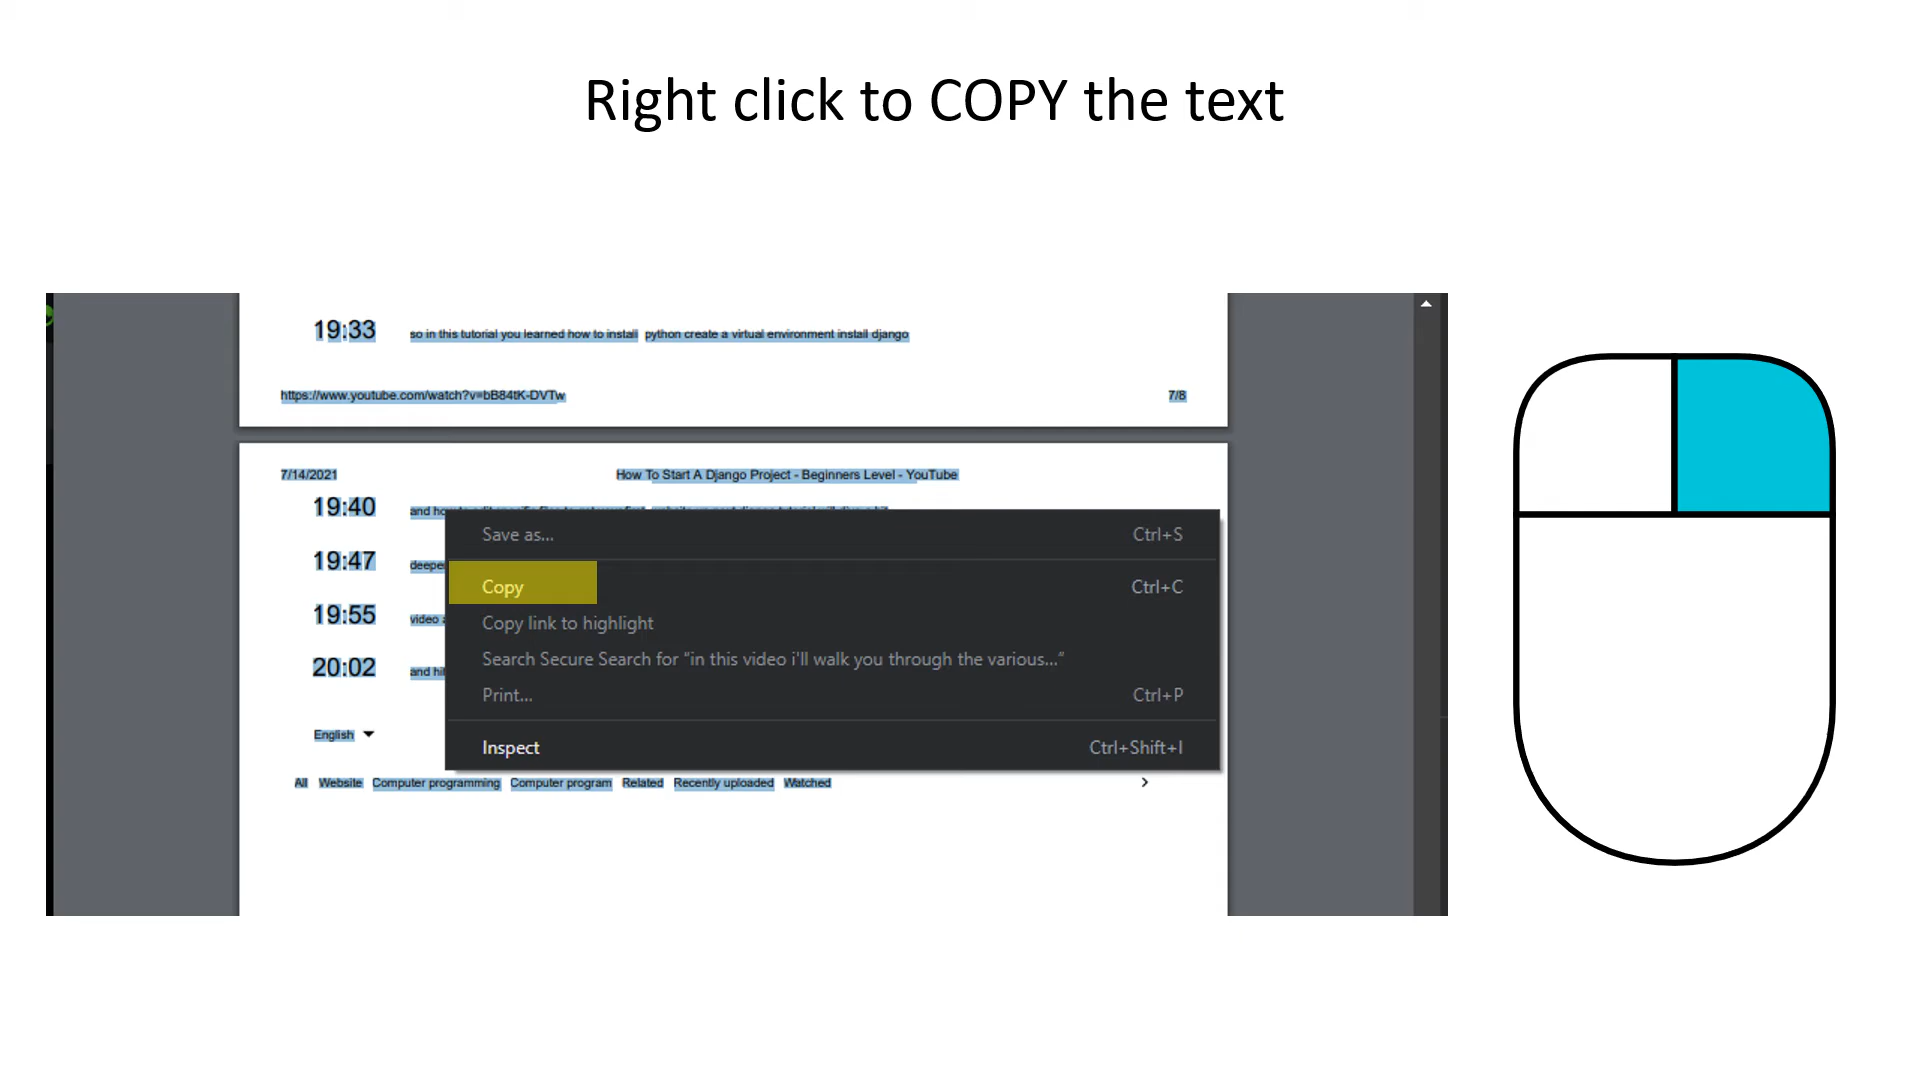 Right click to COPY the text
19:33 so in this tutorial you learned how to install python create a virtual environment install django
https://www.youtube.com/watch?v=bB84tK-DVTw 7/8
7/14/2021 How To Start A Django Project - Beginners Level - YouTube
19:40 and
Save as... Ctrl+S
19:47
Copy Ctrl+C
19:55 video
Copy link to highlight
Search Secure Search for “in this video i'll walk you through the various...”
20:02 and
Print... Ctrl+P
English
Inspect Ctrl+Shift+I
All Website Computer programming Computer program Related Recently uploaded Watched